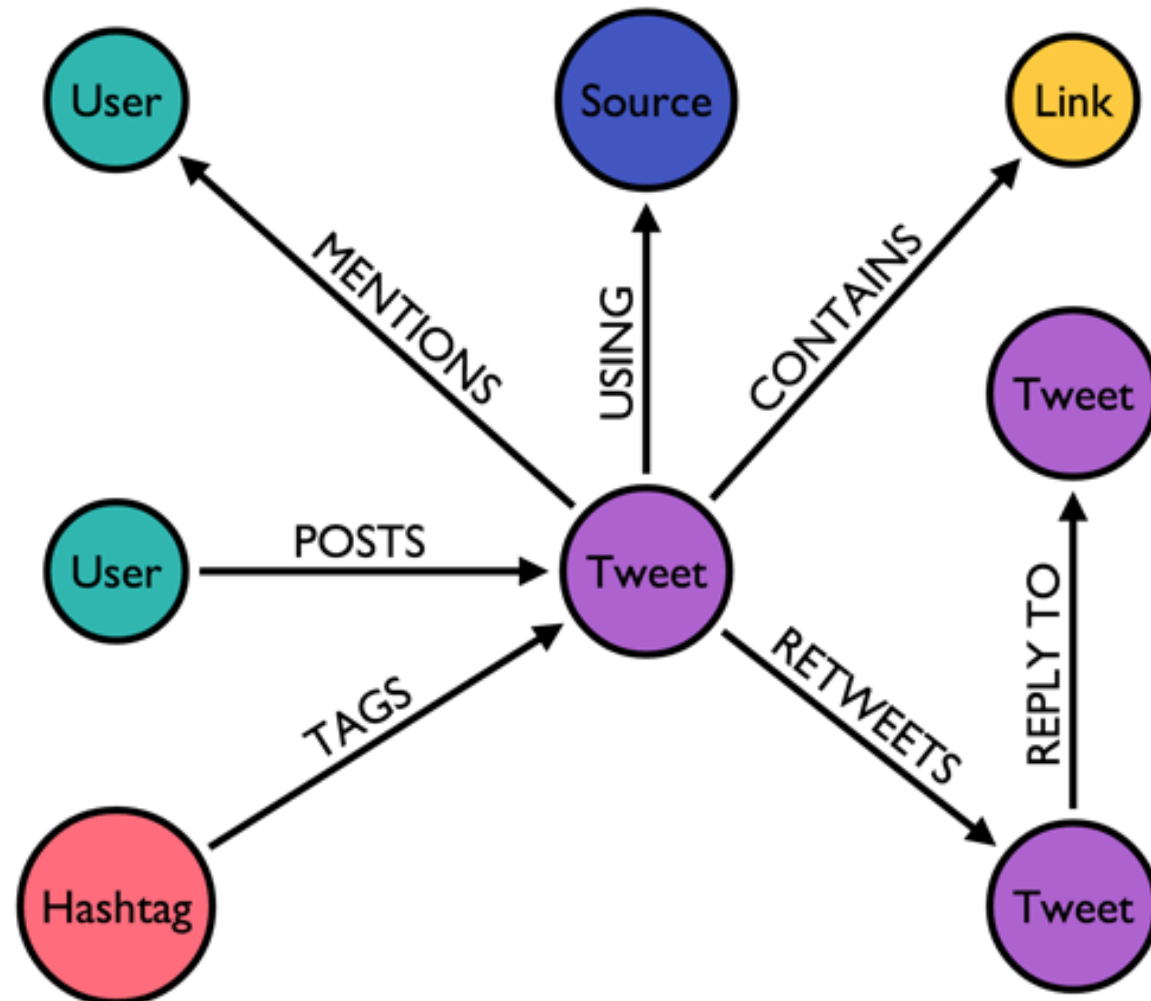 User
Source
Link
MENTIONS
USING
CONTAINS
Tweet
User
POSTS
Tweet
TAGS
RETWEETS
REPLY TO
Hashtag
Tweet